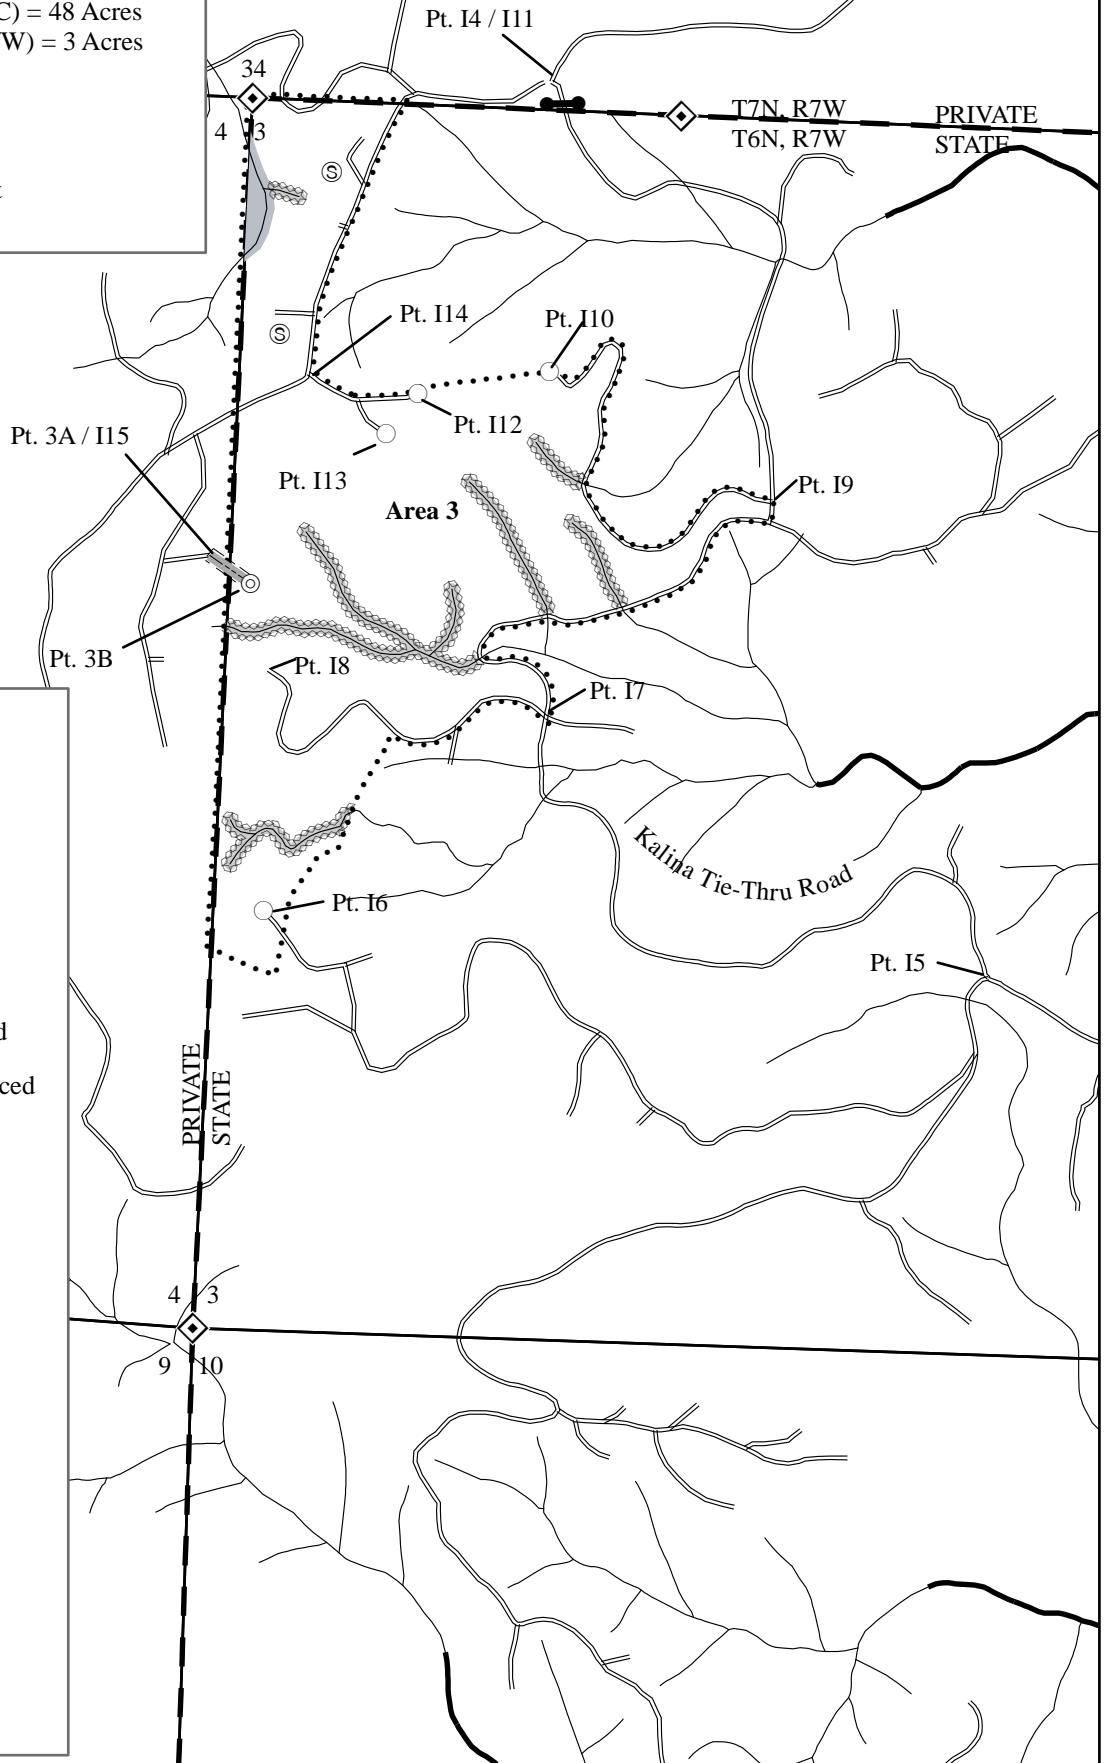 C) = 48 Acres
W) = 3 Acres
Pt. I4 / I11
34
4 3
T7N, R7W PRIVATE
T6N, R7W STATE
S
Pt. I14
Pt. I10
S
Pt. I12
Pt. 3A / I15
Pt. I13
Pt. I9
Area 3
Pt. 3B
Pt. I8
Pt. I7
Kalina Tie-Thru Road
Pt. I6
Pt. I5
d
ced
PRIVATE
STATE
4 3
9 10